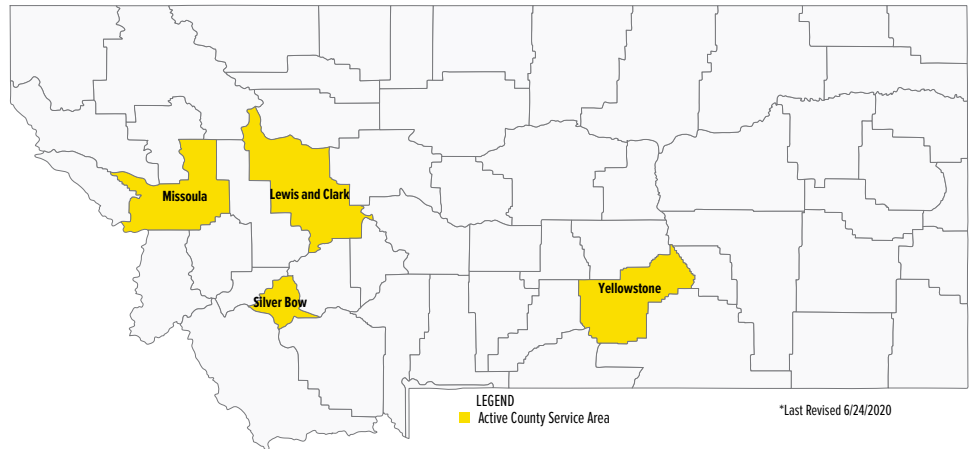 Missoula
Lewis and Clark
Silver Bow
Yellowstone
LEGEND
Active County Service Area
*Last Revised 6/24/2020